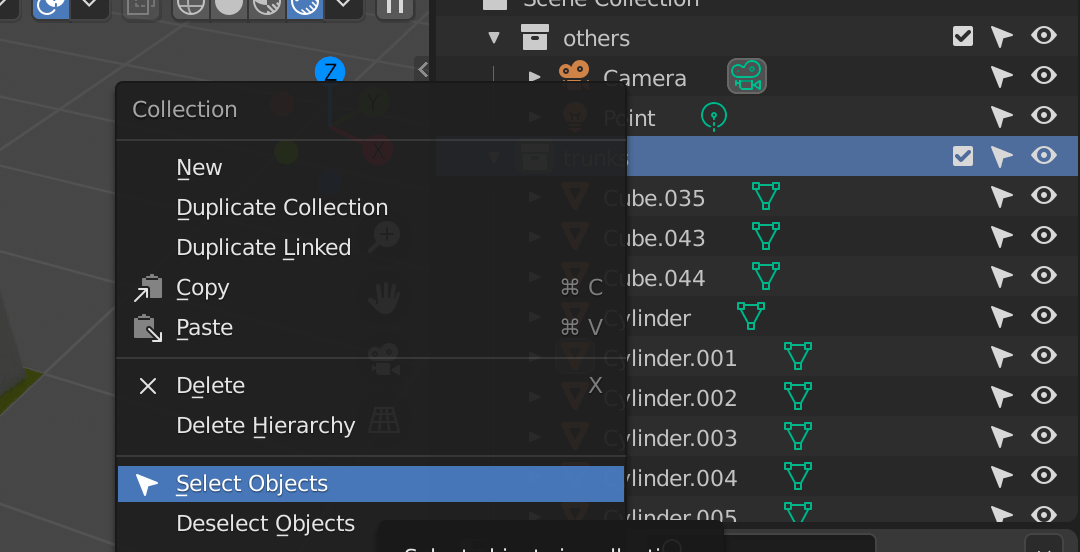 Scene Collection
others
Camera
Point
trunks
Cube.035
Cube.043
Cube.044
Cylinder
Cylinder.001
Cylinder.002
Cylinder.003
Cylinder.004
Cylinder.005
Z
Y
X
Collection
New
Duplicate Collection
Duplicate Linked
Copy ⌘ C
Paste ⌘ V
Delete X
Delete Hierarchy
Select Objects
Deselect Objects